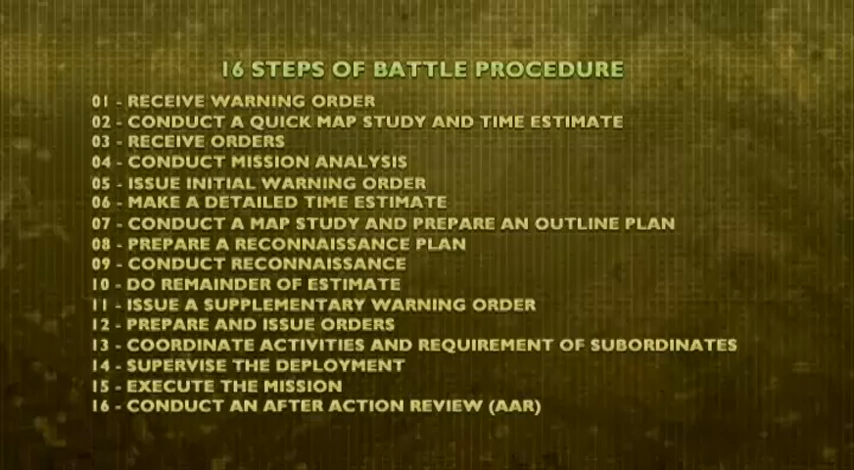 16 STEPS OF BATTLE PROCEDURE
01 - RECEIVE WARNING ORDER
02 - CONDUCT A QUICK MAP STUDY AND TIME ESTIMATE
03 - RECEIVE ORDERS
04 - CONDUCT MISSION ANALYSIS
05 - ISSUE INITIAL WARNING ORDER
06 - MAKE A DETAILED TIME ESTIMATE
07 - CONDUCT A MAP STUDY AND PREPARE AN OUTLINE PLAN
08 - PREPARE A RECONNAISSANCE PLAN
09 - CONDUCT RECONNAISSANCE
10 - DO REMAINDER OF ESTIMATE
11 - ISSUE A SUPPLEMENTARY WARNING ORDER
12 - PREPARE AND ISSUE ORDERS
13 - COORDINATE ACTIVITIES AND REQUIREMENT OF SUBORDINATES
14 - SUPERVISE THE DEPLOYMENT
15 - EXECUTE THE MISSION
16 - CONDUCT AN AFTER ACTION REVIEW (AAR)